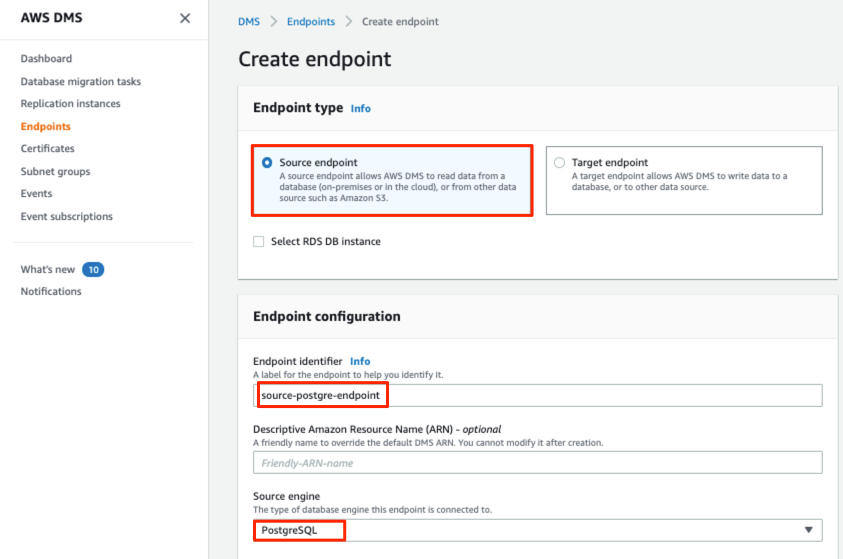 AWS DMS
Dashboard
Database migration tasks
Replication instances
Endpoints
Certificates
Subnet groups
Events
Event subscriptions
What's new 10
Notifications
DMS > Endpoints > Create endpoint
Create endpoint
Endpoint type Info
Source endpoint
A source endpoint allows AWS DMS to read data from a
database (on-premises or in the cloud), or from other data
source such as Amazon S3.
Target endpoint
A target endpoint allows AWS DMS to write data to a
database, or to other data source.
Select RDS DB instance
Endpoint configuration
Endpoint identifier Info
A label for the endpoint to help you identify it.
source-postgre-endpoint
Descriptive Amazon Resource Name (ARN) - optional
A friendly name to override the default DMS ARN. You cannot modify it after creation.
Friendly-ARN-name
Source engine
The type of database engine this endpoint is connected to.
PostgreSQL